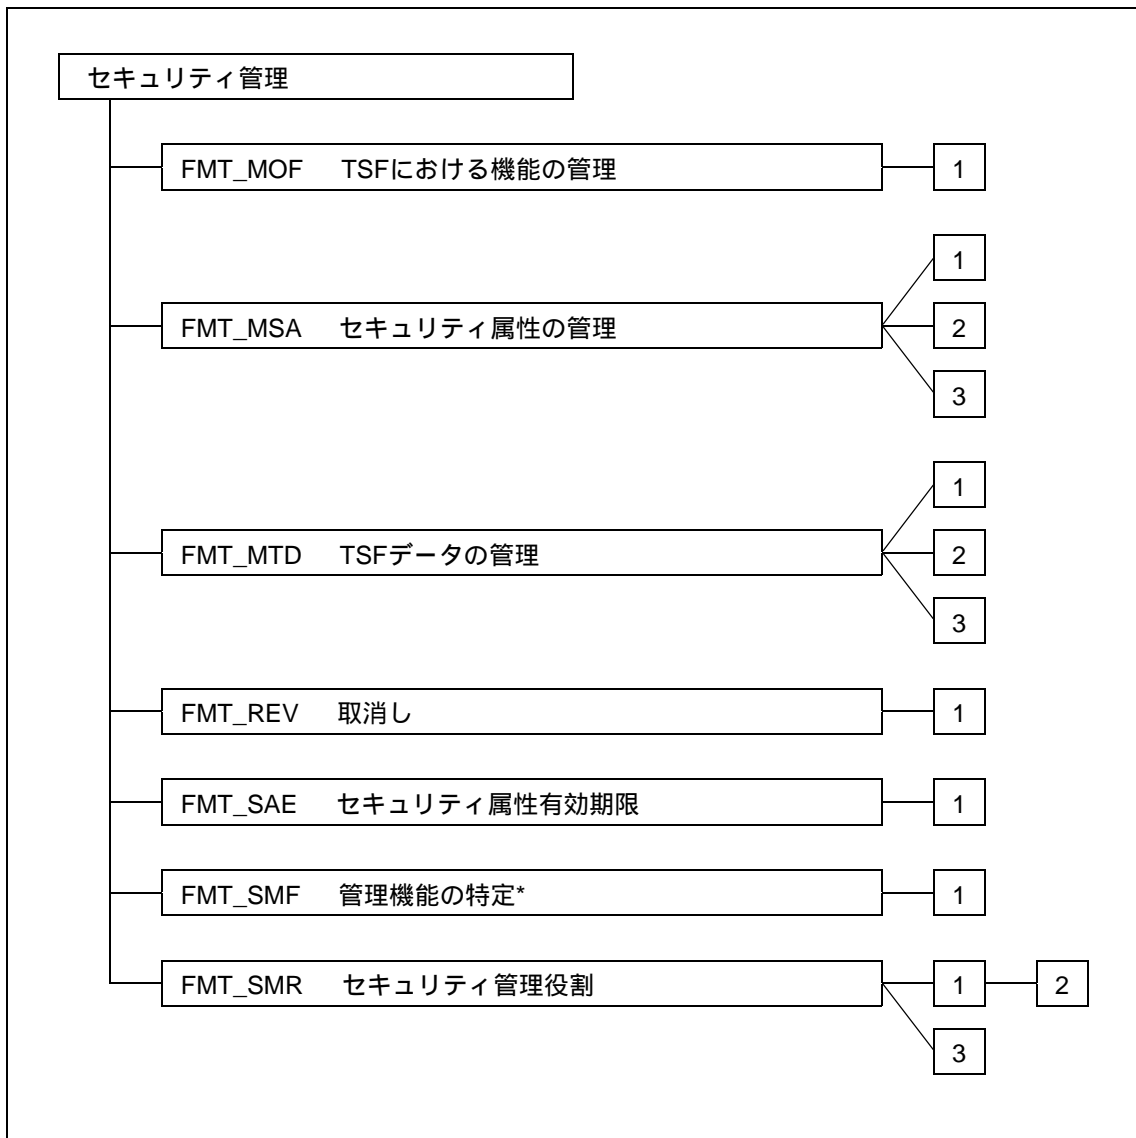 セキュリティ管理
FMT_MOF TSFにおける機能の管理 1
1
FMT_MSA セキュリティ属性の管理 2
3
1
FMT_MTD TSFデータの管理 2
3
FMT_REV 取消し 1
FMT_SAE セキュリティ属性有効期限 1
FMT_SMF 管理機能の特定* 1
FMT_SMR セキュリティ管理役割 1 2
3